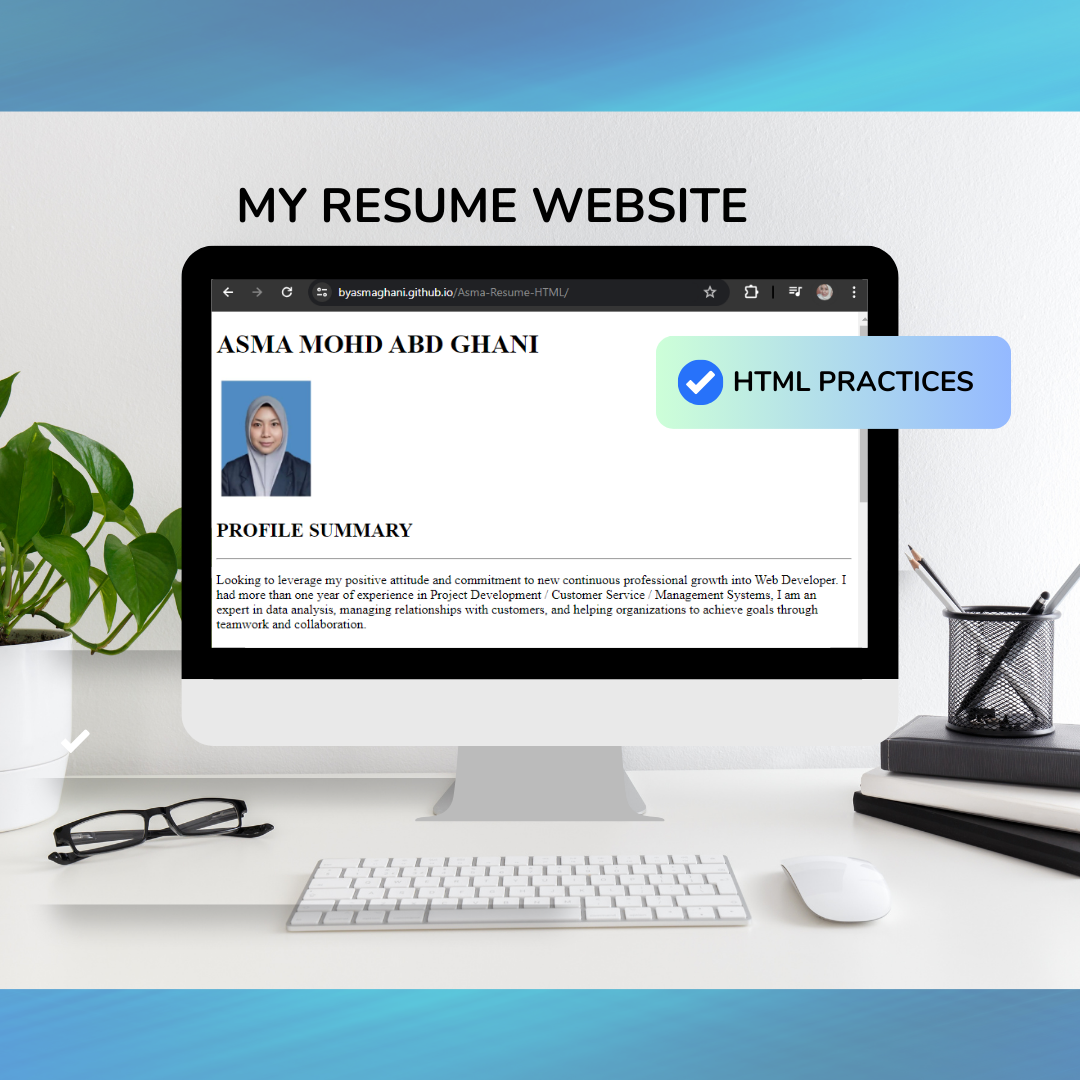 MY RESUME WEBSITE
byasmaghani.github.io/Asma-Resume-HTML/
ASMA MOHD ABD GHANI
HTML PRACTICES
PROFILE SUMMARY
Looking to leverage my positive attitude and commitment to new continuous professional growth into Web Developer. I
had more than one year of experience in Project Development / Customer Service / Management Systems, I am an
expert in data analysis, managing relationships with customers, and helping organizations to achieve goals through
teamwork and collaboration.